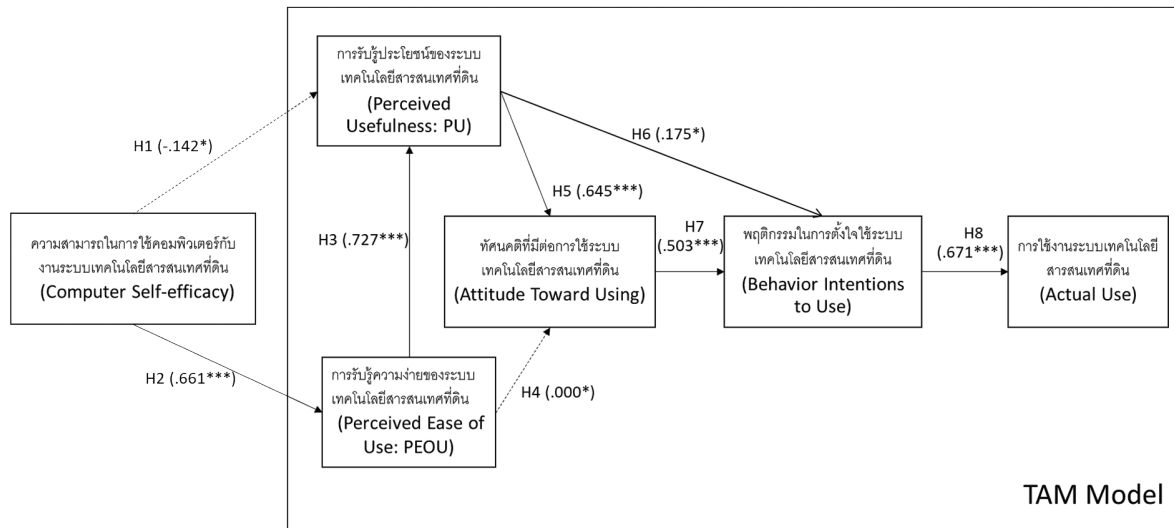 การรับรู้ประโยชน์ของระบบ
เทคโนโลยีสารสนเทศที่ดิน
(Perceived
Usefulness: PU)
H1 (-.142*)
H6 (.175*)
H5 (.645***)
H3 (.727***)
ความสามารถในการใช้คอมพิวเตอร์กับ
งานระบบเทคโนโลยีสารสนเทศที่ดิน
(Computer Self-efficacy)
ทัศนคติที่มีต่อการใช้ระบบ
เทคโนโลยีสารสนเทศที่ดิน
(Attitude Toward Using)
H7
(.503***)
พฤติกรรมในการตั้งใจใช้ระบบ
เทคโนโลยีสารสนเทศที่ดิน
(Behavior Intentions
to Use)
H8
(.671***)
การใช้งานระบบเทคโนโลยี
สารสนเทศที่ดิน
(Actual Use)
H2 (.661***)
การรับรู้ความง่ายของระบบ
เทคโนโลยีสารสนเทศที่ดิน
(Perceived Ease of
Use: PEOU)
H4 (.000*)
TAM Model